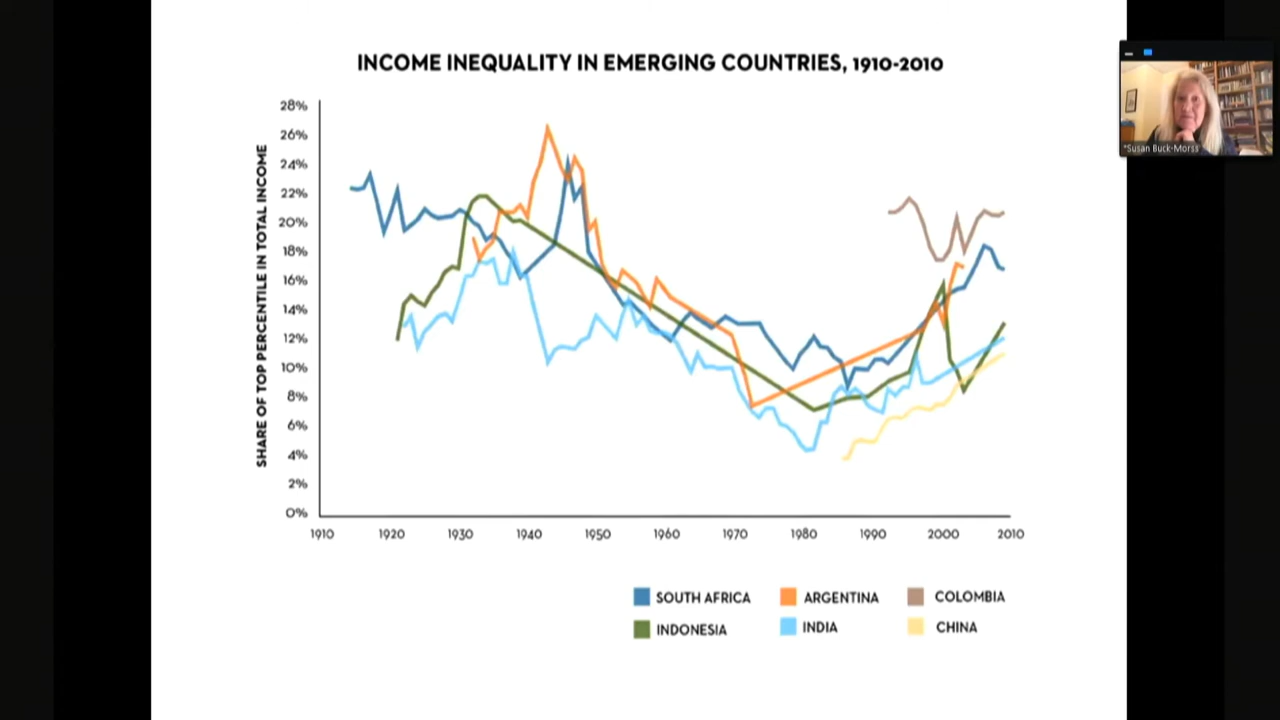 INCOME INEQUALITY IN EMERGING COUNTRIES, 1910-2010
SHARE OF TOP PERCENTILE IN TOTAL INCOME
28%
26%
24%
22%
20%
18%
16%
14%
12%
10%
8%
6%
4%
2%
0%
1910 1920 1930 1940 1950 1960 1970 1980 1990 2000 2010
SOUTH AFRICA ARGENTINA COLOMBIA
INDONESIA INDIA CHINA
*Susan Buck-Morss